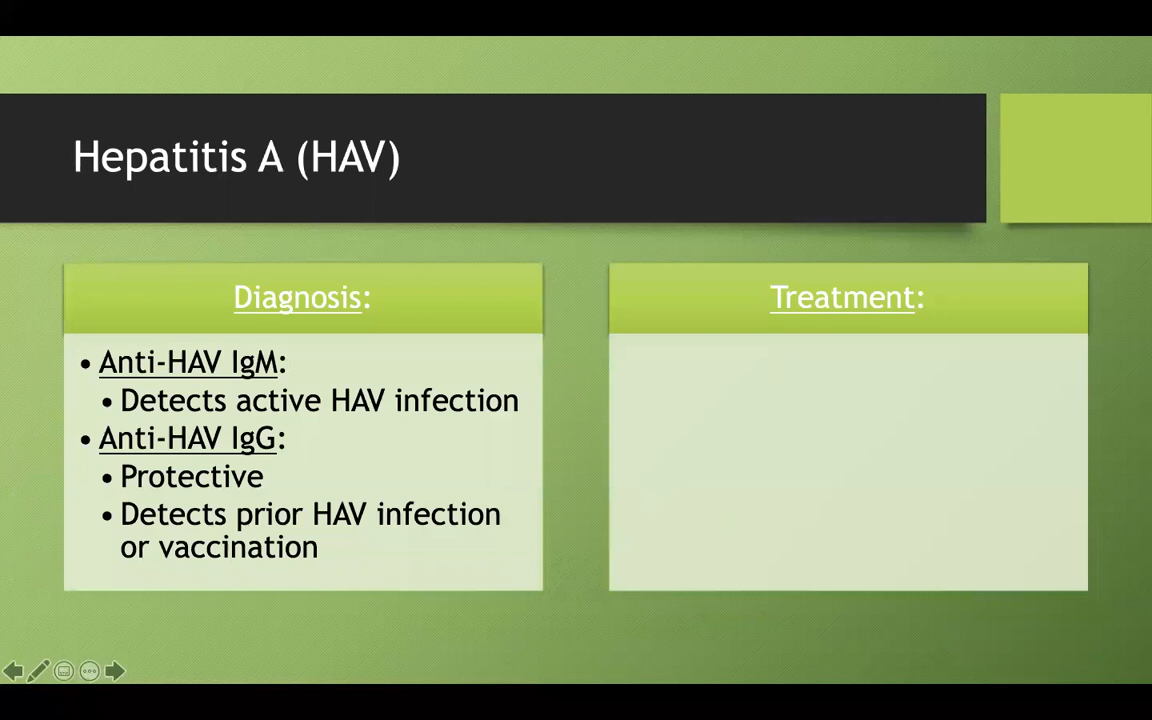 Hepatitis A (HAV)
Diagnosis:
• Anti-HAV IgM:
• Detects active HAV infection
• Anti-HAV IgG:
• Protective
• Detects prior HAV infection
or vaccination
Treatment: